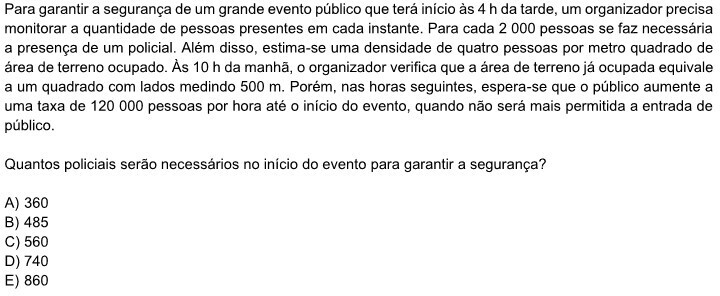 Para garantir a segurança de um grande evento público que terá início às 4 h da tarde, um organizador precisa
monitorar a quantidade de pessoas presentes em cada instante. Para cada 2 000 pessoas se faz necessária
a presença de um policial. Além disso, estima-se uma densidade de quatro pessoas por metro quadrado de
área de terreno ocupado. Às 10 h da manhã, o organizador verifica que a área de terreno já ocupada equivale
a um quadrado com lados medindo 500 m. Porém, nas horas seguintes, espera-se que o público aumente a
uma taxa de 120 000 pessoas por hora até o início do evento, quando não será mais permitida a entrada de
público.
Quantos policiais serão necessários no início do evento para garantir a segurança?
A) 360
B) 485
C) 560
D) 740
E) 860